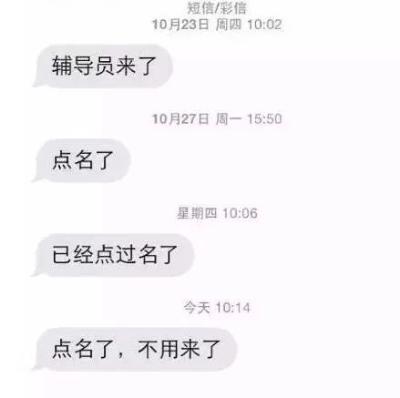 短信/彩信
10月23日 周四 10:02
辅导员来了
10月27日 周一 15:50
点名了
星期四 10:06
已经点过名了
今天 10:14
点名了，不用来了